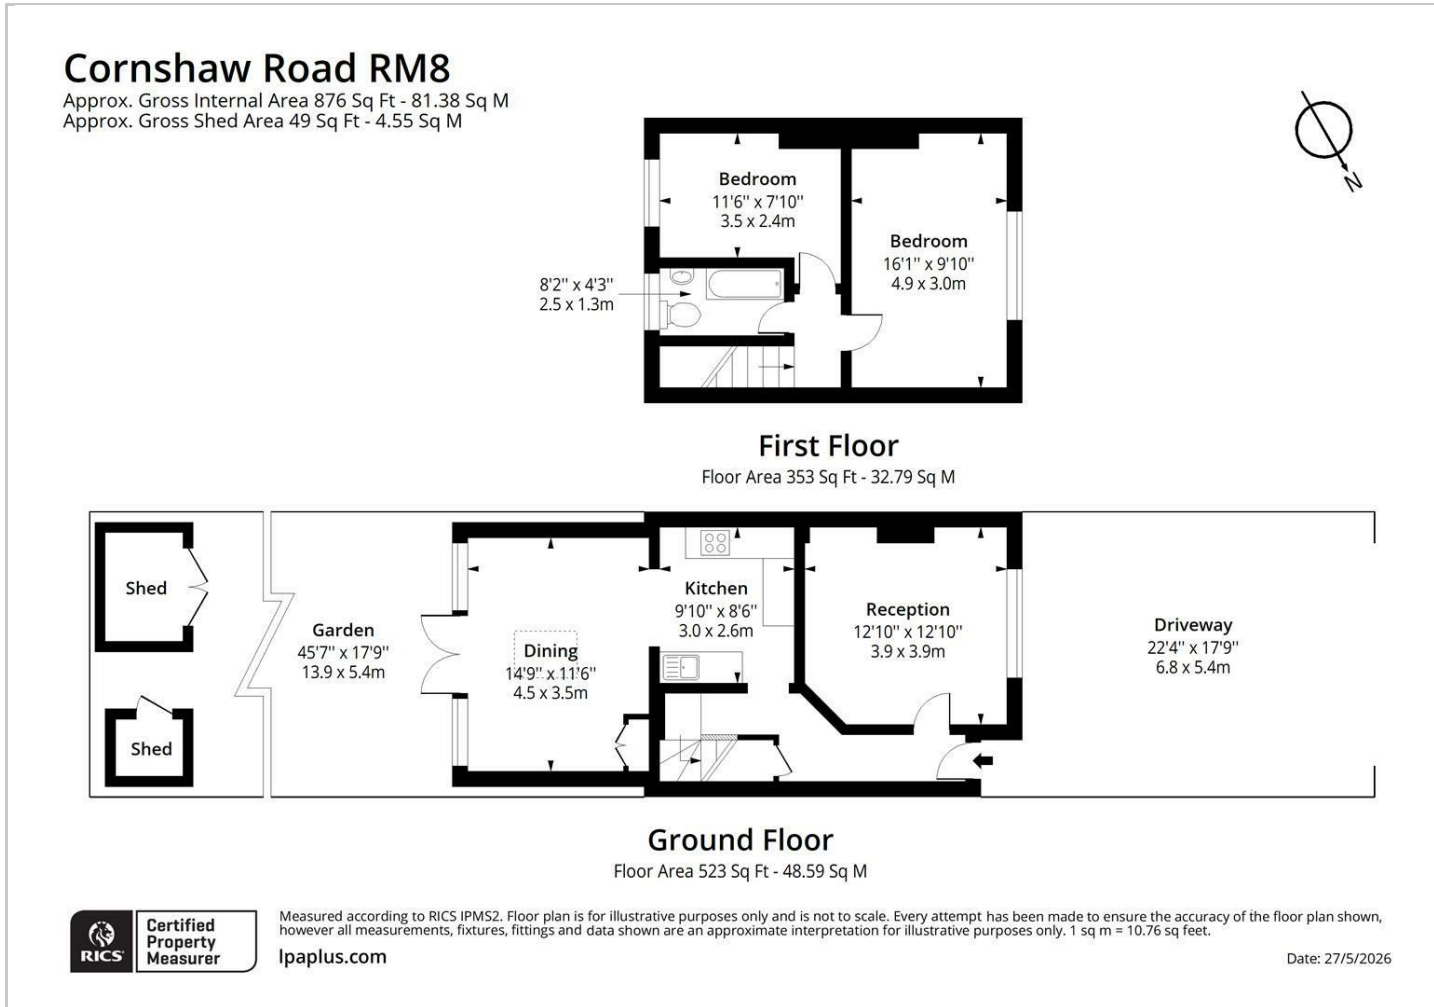 Cornshaw Road RM8
Approx. Gross Internal Area 876 Sq Ft - 81.38 Sq M
Approx. Gross Shed Area 49 Sq Ft - 4.55 Sq M
N
Bedroom
11'6'' x 7'10''
3.5 x 2.4m
Bedroom
16'1'' x 9'10''
4.9 x 3.0m
8'2'' x 4'3''
2.5 x 1.3m
First Floor
Floor Area 353 Sq Ft - 32.79 Sq M
Shed
Shed
Garden
45'7'' x 17'9''
13.9 x 5.4m
Dining
14'9'' x 11'6''
4.5 x 3.5m
Kitchen
9'10'' x 8'6''
3.0 x 2.6m
Reception
12'10'' x 12'10''
3.9 x 3.9m
Driveway
22'4'' x 17'9''
6.8 x 5.4m
Ground Floor
Floor Area 523 Sq Ft - 48.59 Sq M
RICS
Certified
Property
Measurer
Measured according to RICS IPMS2. Floor plan is for illustrative purposes only and is not to scale. Every attempt has been made to ensure the accuracy of the floor plan shown,
however all measurements, fixtures, fittings and data shown are an approximate interpretation for illustrative purposes only. 1 sq m = 10.76 sq feet.
lpaplus.com
Date: 27/5/2026